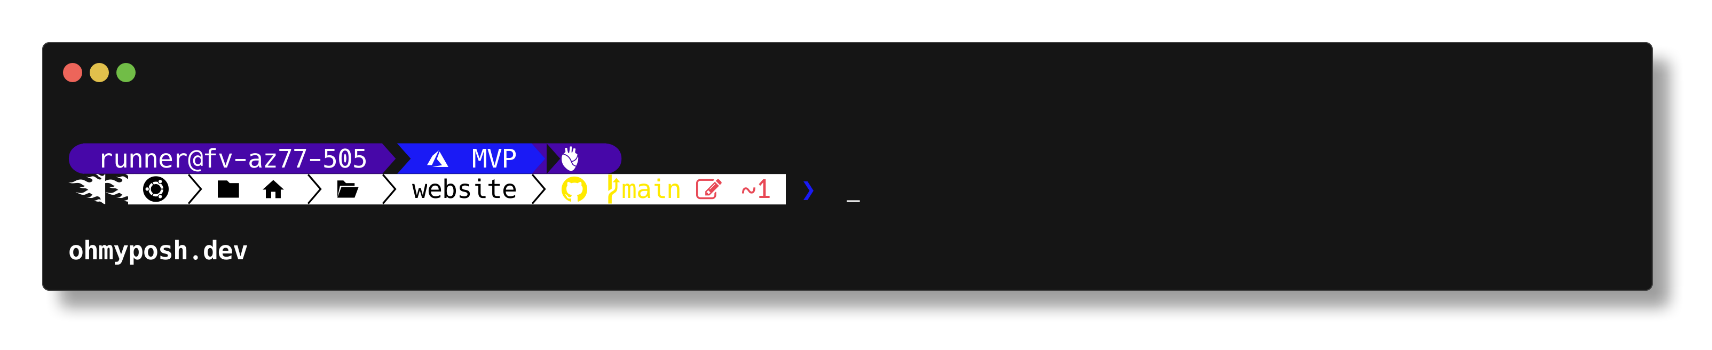 runner@fv-az77-505 MVP
website main ~1 ❯ _
ohmyposh.dev